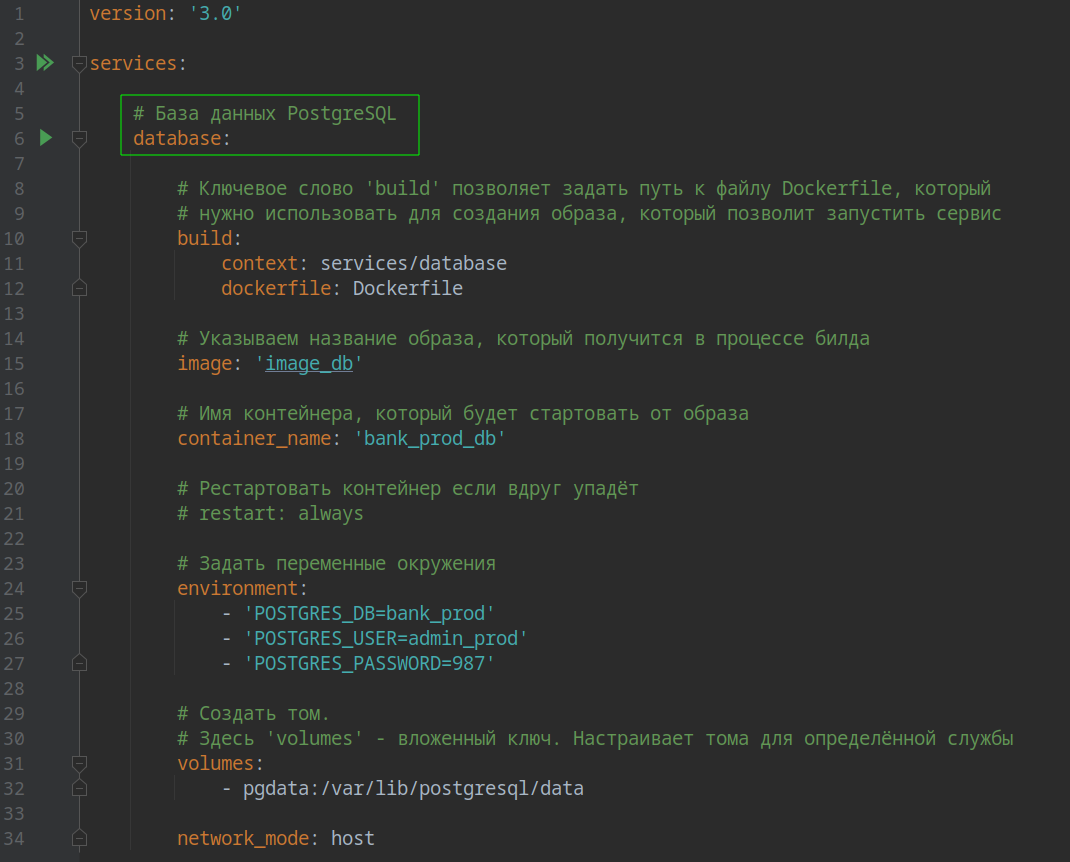 1 version: '3.0'
2
3 services:
4
5 # База данных PostgreSQL
6 database:
7
8 # Ключевое слово 'build' позволяет задать путь к файлу Dockerfile, который
9 # нужно использовать для создания образа, который позволит запустить сервис
10 build:
11 context: services/database
12 dockerfile: Dockerfile
13
14 # Указываем название образа, который получится в процессе билда
15 image: 'image_db'
16
17 # Имя контейнера, который будет стартовать от образа
18 container_name: 'bank_prod_db'
19
20 # Рестартовать контейнер если вдруг упадёт
21 # restart: always
22
23 # Задать переменные окружения
24 environment:
25 - 'POSTGRES_DB=bank_prod'
26 - 'POSTGRES_USER=admin_prod'
27 - 'POSTGRES_PASSWORD=987'
28
29 # Создать том.
30 # Здесь 'volumes' - вложенный ключ. Настраивает тома для определённой службы
31 volumes:
32 - pgdata:/var/lib/postgresql/data
33
34 network_mode: host